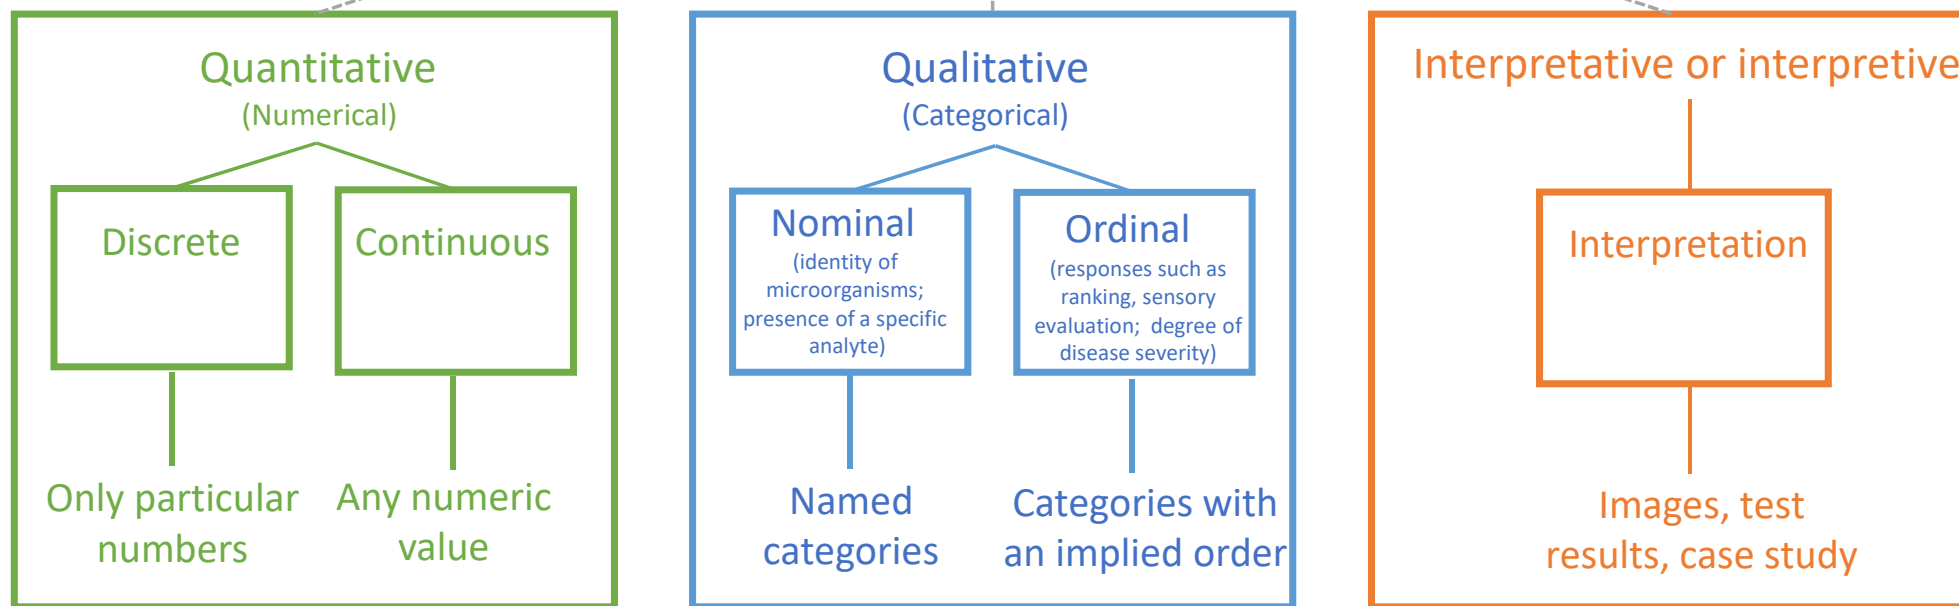 Quantitative
(Numerical)
Discrete
Continuous
Only particular
numbers
Any numeric
value
Qualitative
(Categorical)
Nominal
(identity of
microorganisms;
presence of a specific
analyte)
Ordinal
(responses such as
ranking, sensory
evaluation;  degree of
disease severity)
Named
categories
Categories with
an implied order
Interpretative or interpretive
Interpretation
Images, test
results, case study